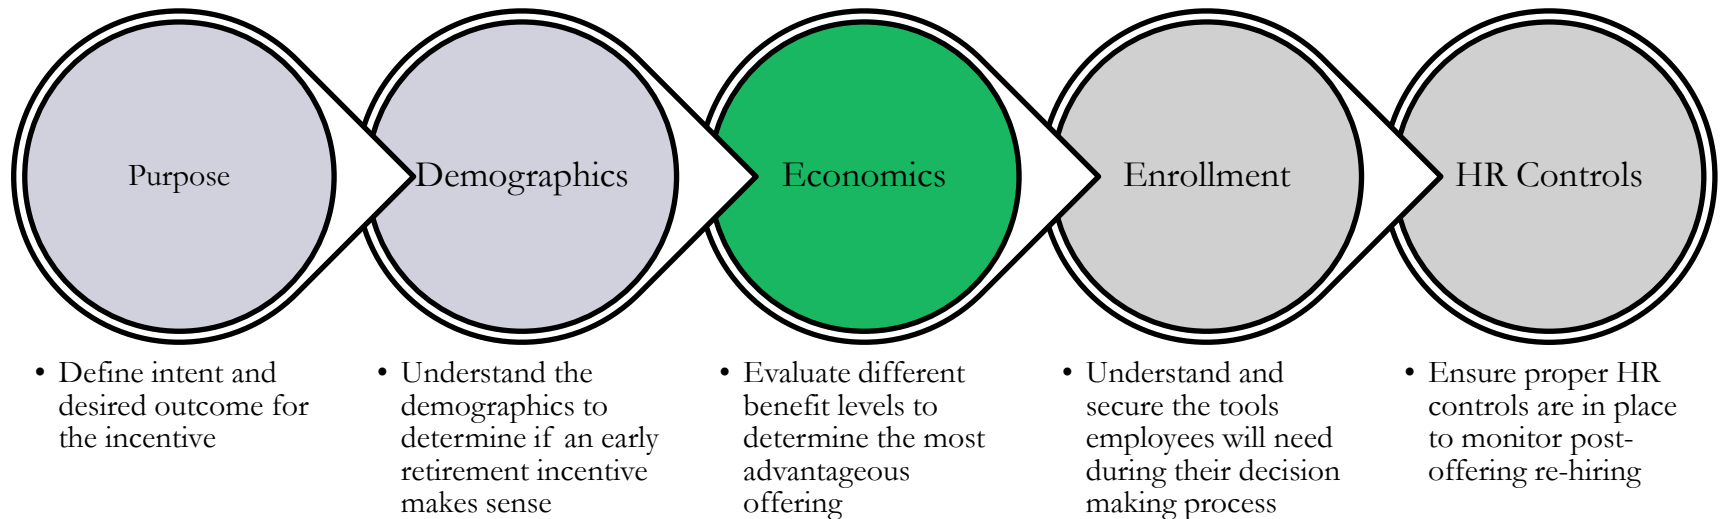 Purpose
Demographics
Economics
Enrollment
HR Controls
• Define intent and
desired outcome for
the incentive
• Understand the
demographics to
determine if an early
retirement incentive
makes sense
• Evaluate different
benefit levels to
determine the most
advantageous
offering
• Understand and
secure the tools
employees will need
during their decision
making process
• Ensure proper HR
controls are in place
to monitor post-
offering re-hiring